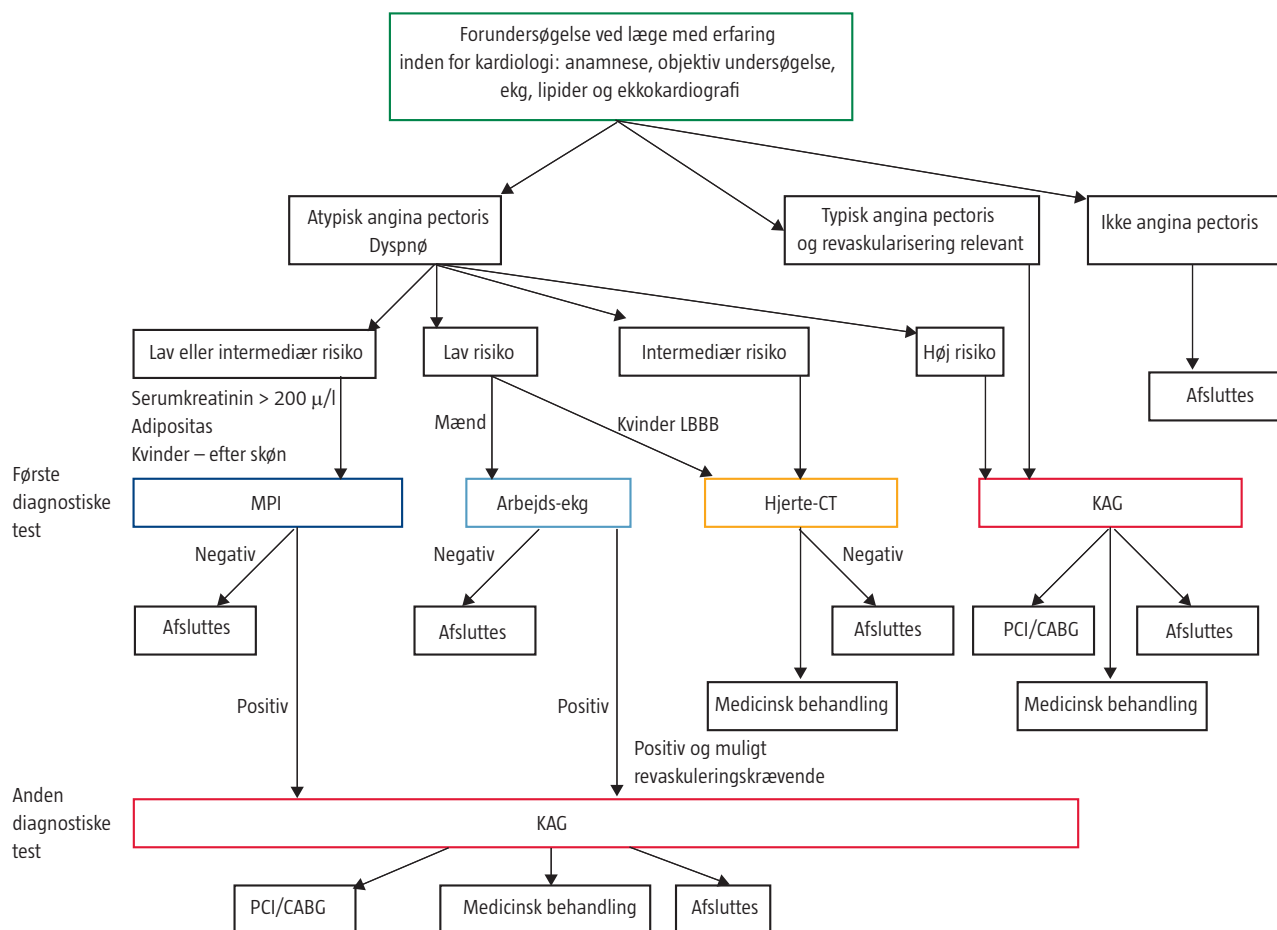 Forundersøgelse ved læge med erfaring
inden for kardiologi: anamnese, objektiv undersøgelse,
ekg, lipider og ekkokardiografi
Atypisk angina pectoris
Dyspnø
Typisk angina pectoris
og revaskularisering relevant
Ikke angina pectoris
Lav eller intermediær risiko
Lav risiko
Intermediær risiko
Høj risiko
Afsluttes
Serumkreatinin > 200 μ/l
Adipositas
Kvinder – efter skøn
Mænd
Kvinder LBBB
Første
diagnostiske
test
MPI
Arbejds-ekg
Hjerte-CT
KAG
Negativ
Negativ
Negativ
Afsluttes
Afsluttes
Afsluttes
PCI/CABG
Afsluttes
Medicinsk behandling
Medicinsk behandling
Positiv
Positiv
Positiv og muligt
revaskuleringskrævende
Anden
diagnostiske
test
KAG
PCI/CABG
Medicinsk behandling
Afsluttes